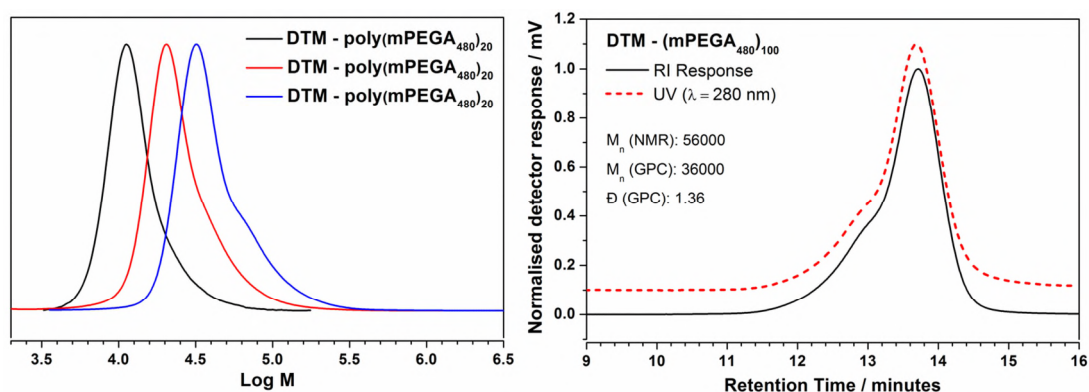 DTM - poly(mPEGA480)20
DTM - poly(mPEGA480)20
DTM - poly(mPEGA480)20
3.5 4.0 4.5 5.0 5.5 6.0 6.5
Log M
Normalised detector response / mV
1.2
1.0
0.8
0.6
0.4
0.2
0.0
DTM - (mPEGA480)100
RI Response
UV (λ = 280 nm)
Mn (NMR): 56000
Mn (GPC): 36000
Đ (GPC): 1.36
9 10 11 12 13 14 15 16
Retention Time / minutes